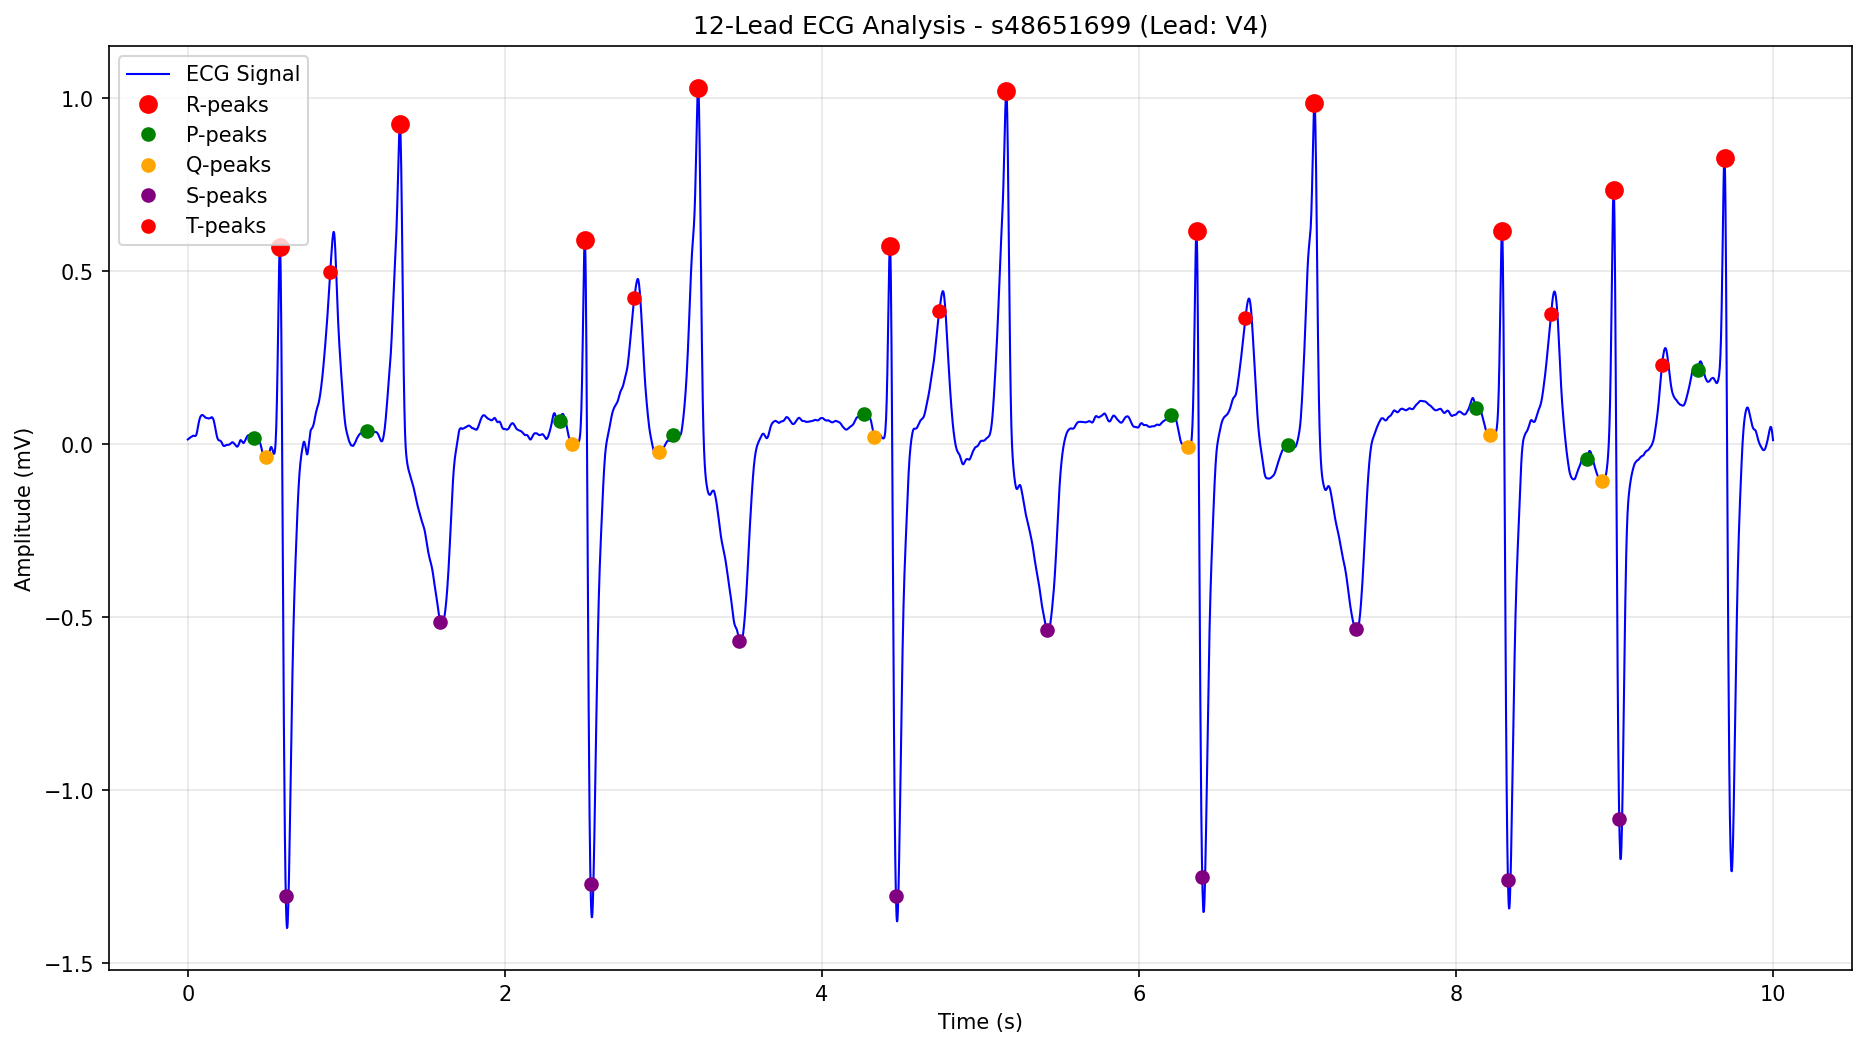 12-Lead ECG Analysis - s48651699 (Lead: V4)
ECG Signal
R-peaks
P-peaks
Q-peaks
S-peaks
T-peaks
Amplitude (mV)
1.0
0.5
0.0
−0.5
−1.0
−1.5
0 2 4 6 8 10
Time (s)